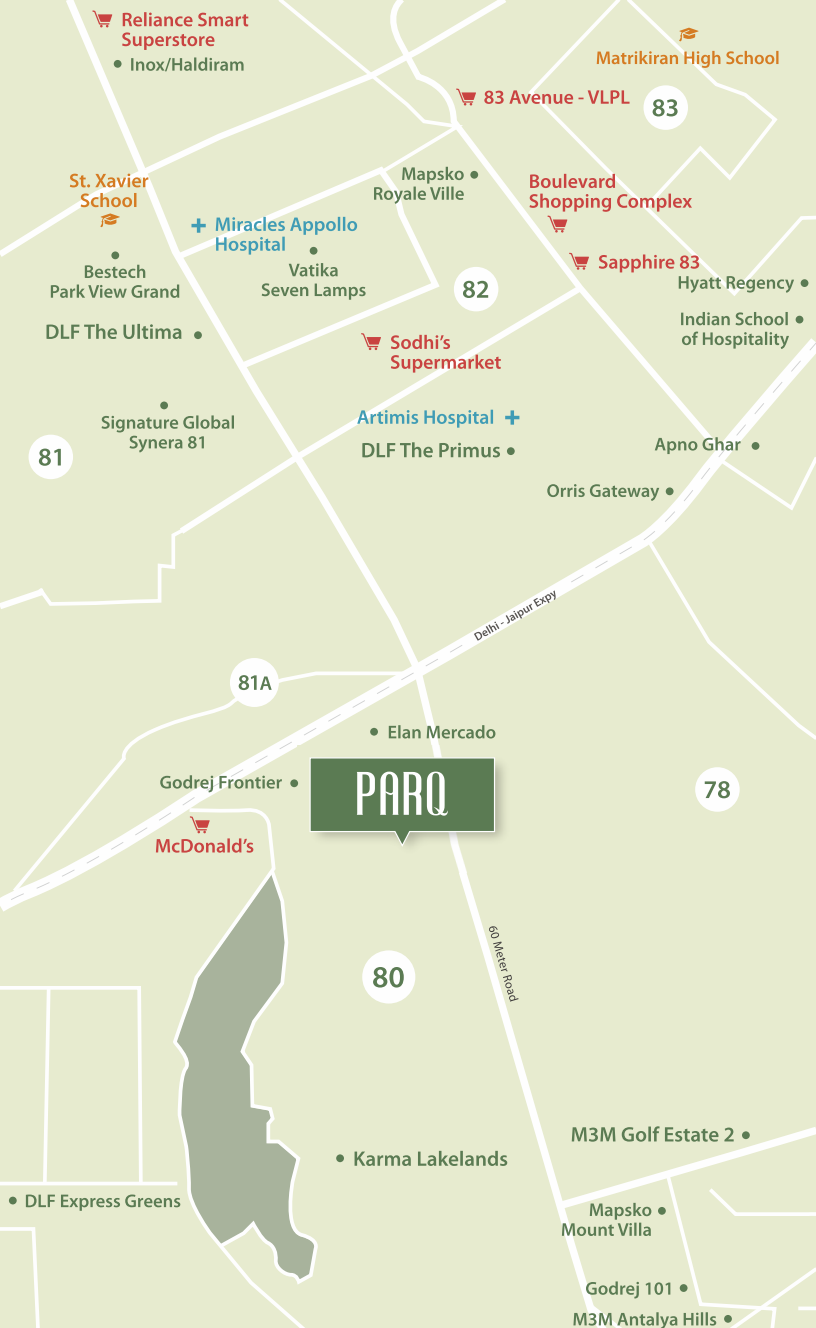 Reliance Smart
Superstore
Inox/Haldiram
Matrikiran High School
83 Avenue - VLPL
83
St. Xavier
School
Mapsko
Royale Ville
Boulevard
Shopping Complex
Miracles Appollo
Hospital
Bestech
Park View Grand
Vatika
Seven Lamps
Sapphire 83
82
Hyatt Regency
DLF The Ultima
Indian School
of Hospitality
Sodhi's
Supermarket
Signature Global
Synera 81
Artimis Hospital
81
DLF The Primus
Apno Ghar
Orris Gateway
Delhi - Jaipur Expy
81A
Elan Mercado
Godrej Frontier
PARQ
78
McDonald's
60 Meter Road
80
M3M Golf Estate 2
Karma Lakelands
DLF Express Greens
Mapsko
Mount Villa
Godrej 101
M3M Antalya Hills